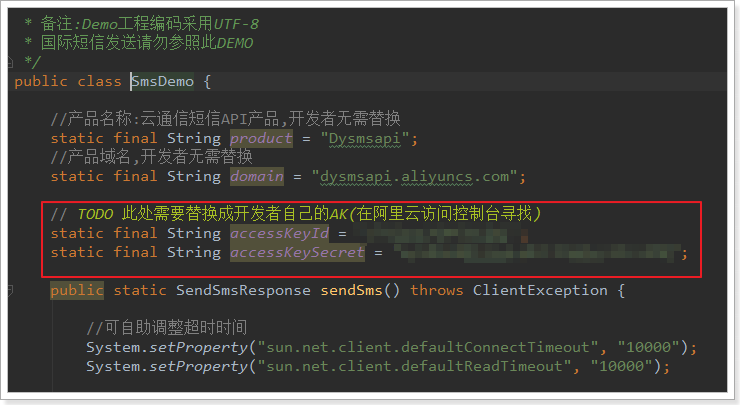 * 备注:Demo工程编码采用UTF-8
* 国际短信发送请勿参照此DEMO
*/
public class SmsDemo {
//产品名称:云通信短信API产品,开发者无需替换
static final String product = "Dysmsapi";
//产品域名,开发者无需替换
static final String domain = "dysmsapi.aliyuncs.com";
// TODO 此处需要替换成开发者自己的AK(在阿里云访问控制台寻找)
static final String accessKeyId =
static final String accessKeySecret = " ";
public static SendSmsResponse sendSms() throws ClientException {
//可自助调整超时时间
System.setProperty("sun.net.client.defaultConnectTimeout", "10000");
System.setProperty("sun.net.client.defaultReadTimeout", "10000");